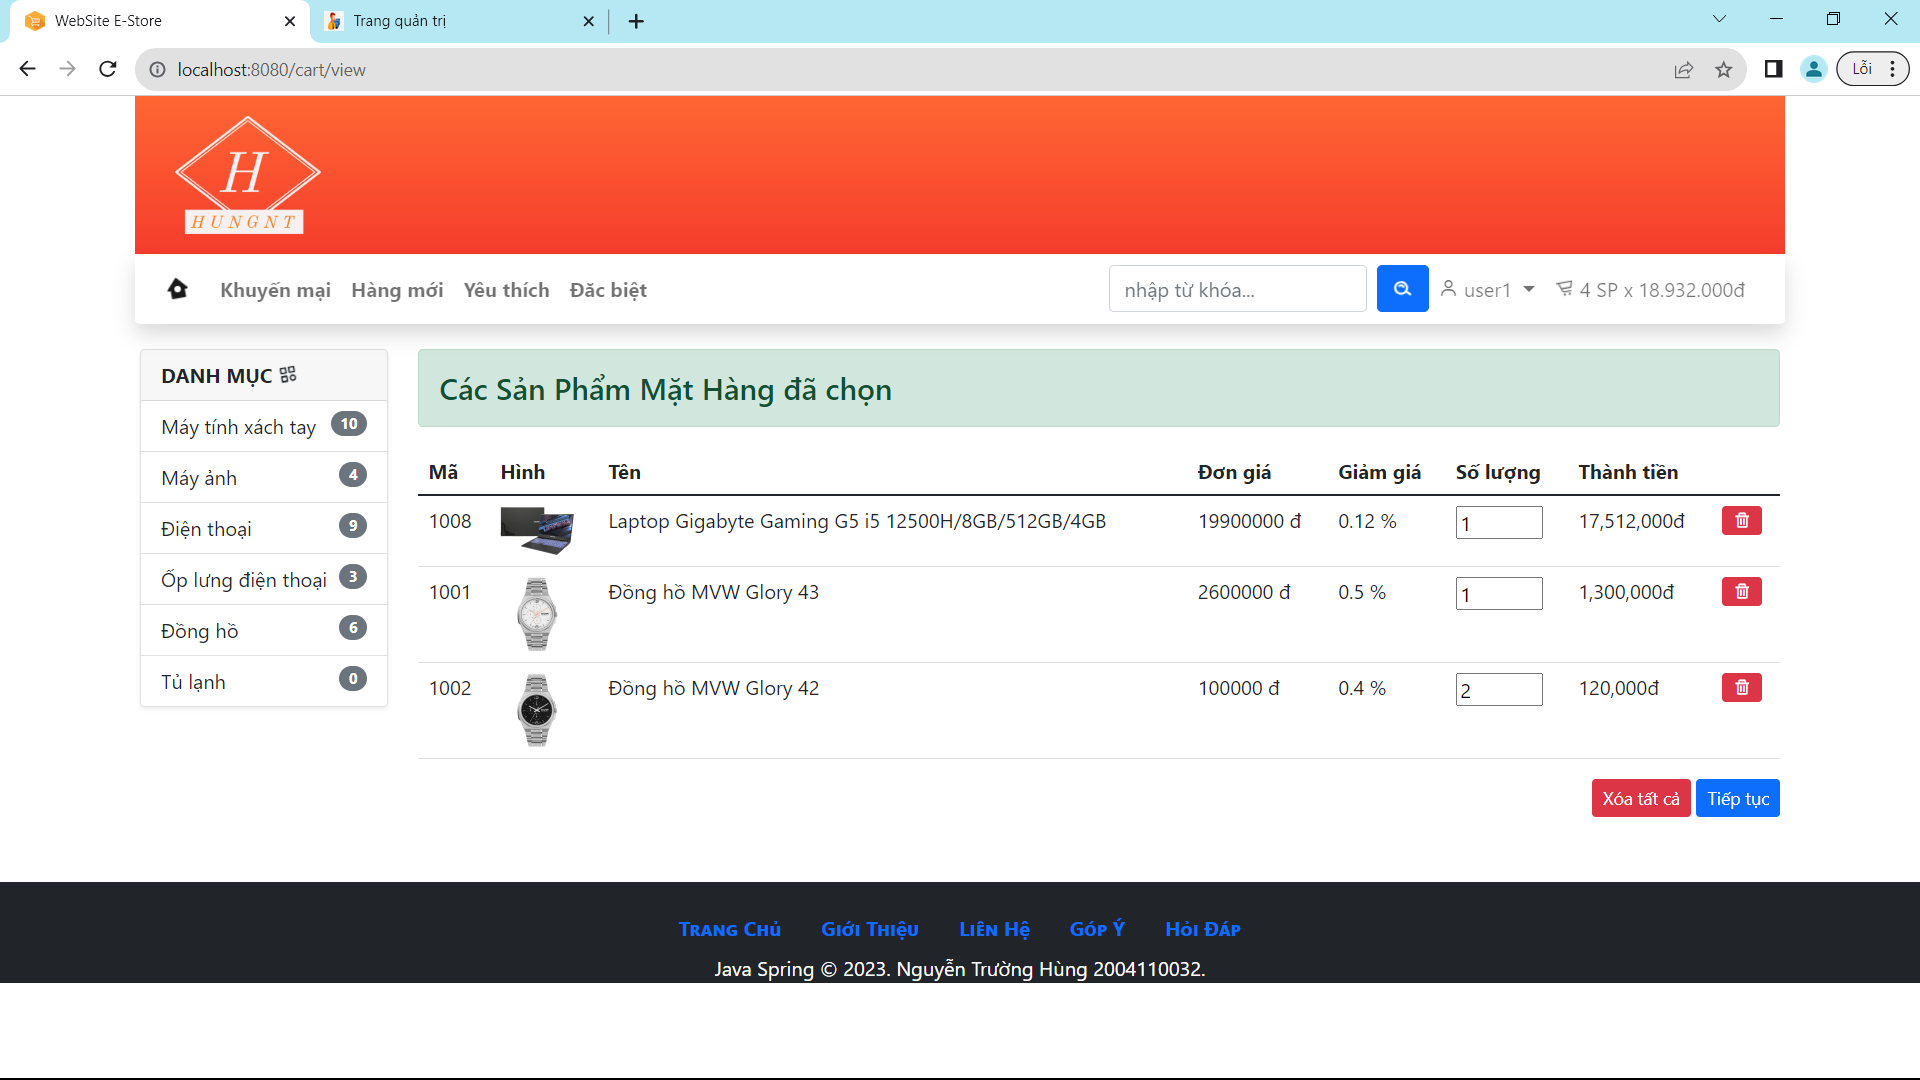 WebSite E-Store
Trang quản trị
localhost:8080/cart/view
Lỗi
H
HUNGNT
Khuyến mại Hàng mới Yêu thích Đăc biệt
nhập từ khóa...
user1
4 SP x 18.932.000đ
DANH MỤC
Máy tính xách tay 10
Máy ảnh 4
Điện thoại 9
Ốp lưng điện thoại 3
Đồng hồ 6
Tủ lạnh 0
Các Sản Phẩm Mặt Hàng đã chọn
Mã Hình Tên Đơn giá Giảm giá Số lượng Thành tiền
1008 Laptop Gigabyte Gaming G5 i5 12500H/8GB/512GB/4GB 19900000 đ 0.12 % 1 17,512,000đ
1001 Đồng hồ MVW Glory 43 2600000 đ 0.5 % 1 1,300,000đ
1002 Đồng hồ MVW Glory 42 100000 đ 0.4 % 2 120,000đ
Xóa tất cả Tiếp tục
Trang Chủ Giới Thiệu Liên Hệ Góp Ý Hỏi Đáp
Java Spring © 2023. Nguyễn Trường Hùng 2004110032.